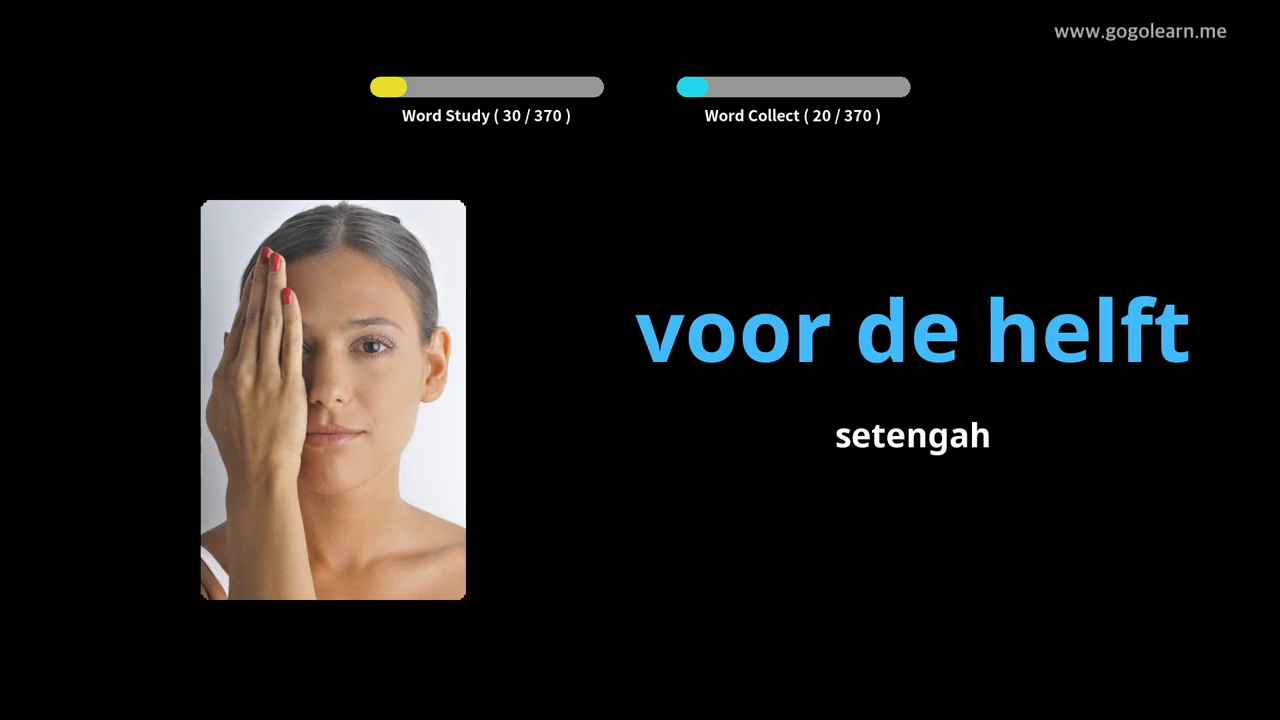 www.gogolearn.me
Word Study ( 30 / 370 )
Word Collect ( 20 / 370 )
voor de helft
setengah